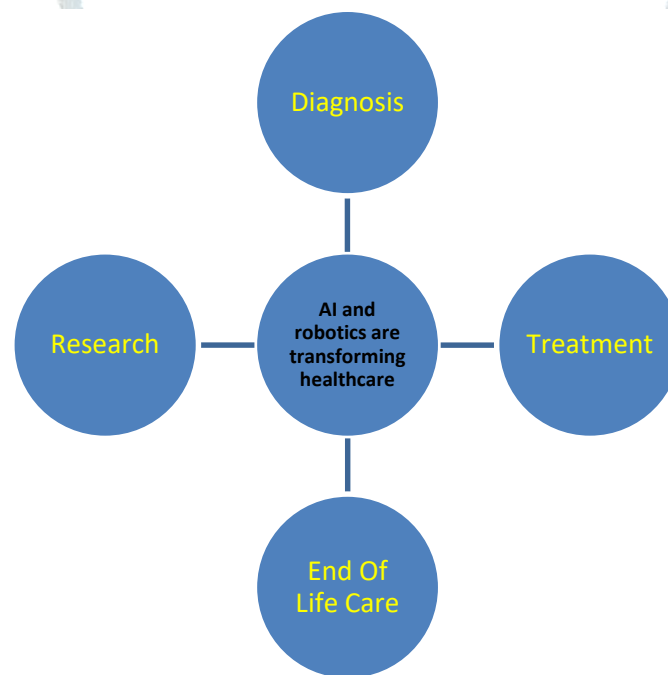 Diagnosis
Research
AI and
robotics are
transforming
healthcare
Treatment
End Of
Life Care